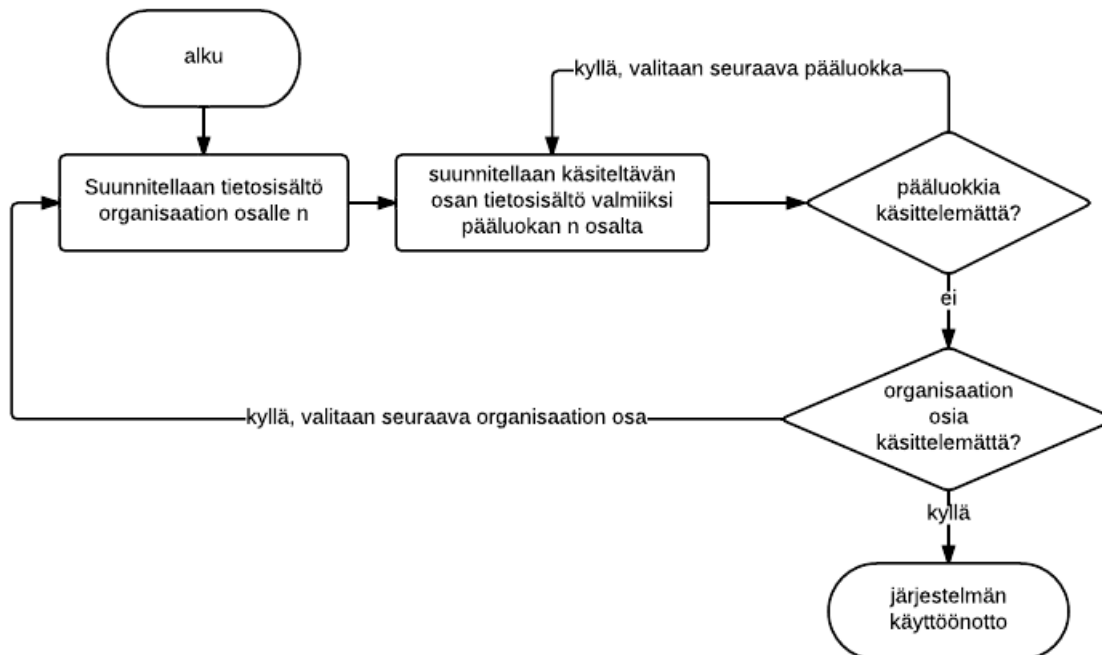 alku
kyllä, valitaan seuraava pääluokka
Suunnitellaan tietosisältö
organisaation osalle n
suunnitellaan käsiteltävän
osan tietosisältö valmiiksi
pääluokan n osalta
pääluokkia
käsittelemättä?
ei
organisaation
osia
käsittelemättä?
kyllä, valitaan seuraava organisaation osa
kyllä
järjestelmän
käyttöönotto